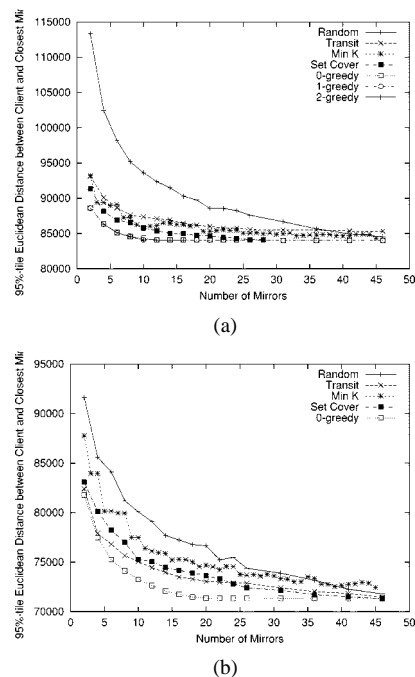 95%-tile Euclidean Distance between Client and Closest Mir
115000
110000
105000
100000
95000
90000
85000
80000
0 5 10 15 20 25 30 35 40 45 50
Number of Mirrors
Random
Transit
Min K
Set Cover
0-greedy
1-greedy
2-greedy
(a)
95%-tile Euclidean Distance between Client and Closest Mir
95000
90000
85000
80000
75000
70000
0 5 10 15 20 25 30 35 40 45 50
Number of Mirrors
Random
Transit
Min K
Set Cover
0-greedy
(b)